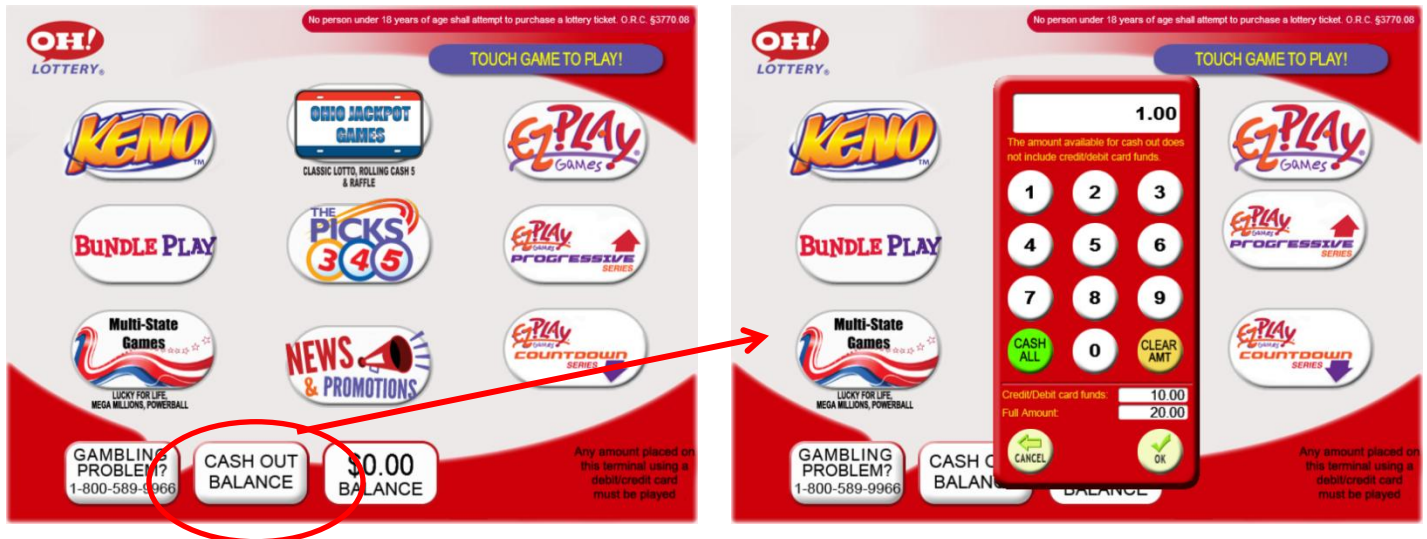 No person under 18 years of age shall attempt to purchase a lottery ticket. O.R.C. §3770.08
OH!
LOTTERY®
TOUCH GAME TO PLAY!
KENO™
OHIO JACKPOT
GAMES
CLASSIC LOTTO, ROLLING CASH 5
& RAFFLE
EZPLAY
GAMES
BUNDLE PLAY
THE
PICKS
3 4 5
EZPLAY
GAMES
PROGRESSIVE
SERIES
Multi-State
Games
LUCKY FOR LIFE,
MEGA MILLIONS, POWERBALL
NEWS
& PROMOTIONS
EZPLAY
GAMES
COUNTDOWN
SERIES
GAMBLING
PROBLEM?
1-800-589-9966
CASH OUT
BALANCE
$0.00
BALANCE
Any amount placed on
this terminal using a
debit/credit card
must be played
No person under 18 years of age shall attempt to purchase a lottery ticket. O.R.C. §3770.08
OH!
LOTTERY®
TOUCH GAME TO PLAY!
KENO
BUNDLE PLAY
Multi-State
Games
LUCKY FOR LIFE,
MEGA MILLIONS, POWERBALL
1.00
The amount available for cash out does
not include credit/debit card funds.
1 2 3
4 5 6
7 8 9
CASH
ALL
0
CLEAR
AMT
Credit/Debit card funds: 10.00
Full Amount: 20.00
CANCEL
OK
EZPLAY
GAMES
EZPLAY
GAMES
PROGRESSIVE
SERIES
EZPLAY
GAMES
COUNTDOWN
SERIES
GAMBLING
PROBLEM?
1-800-589-9966
CASH O
BALAN
BALANCE
Any amount placed on
this terminal using a
debit/credit card
must be played